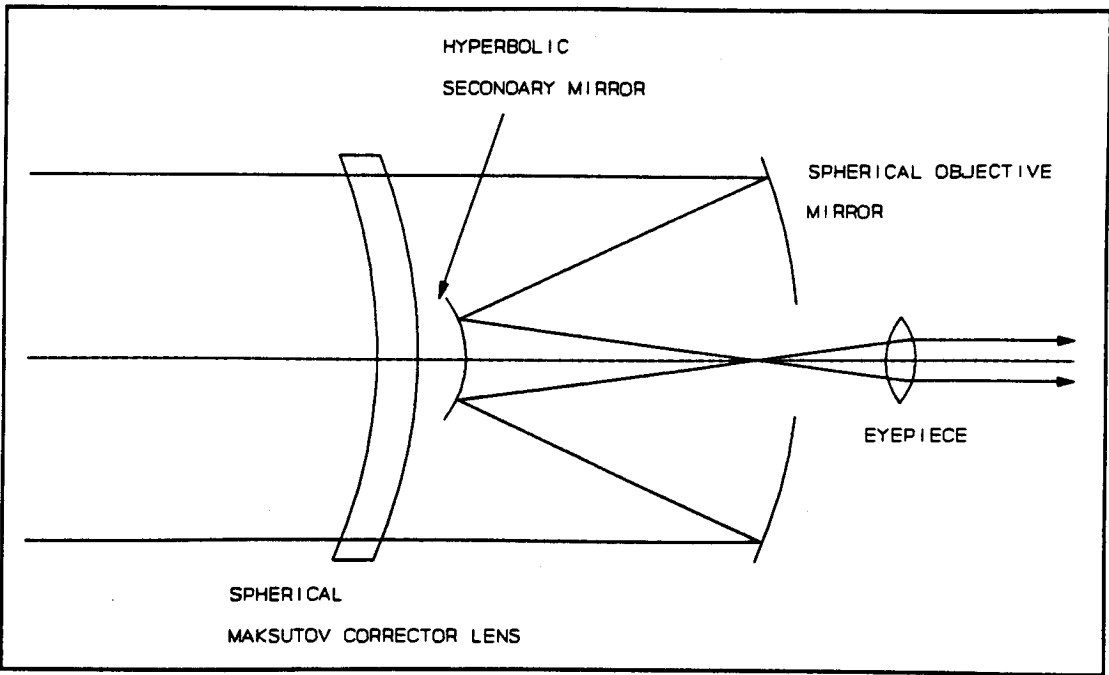 HYPERBOLIC
SECONDARY MIRROR
SPHERICAL OBJECTIVE
MIRROR
EYEPIECE
SPHERICAL
MAKSUTOV CORRECTOR LENS